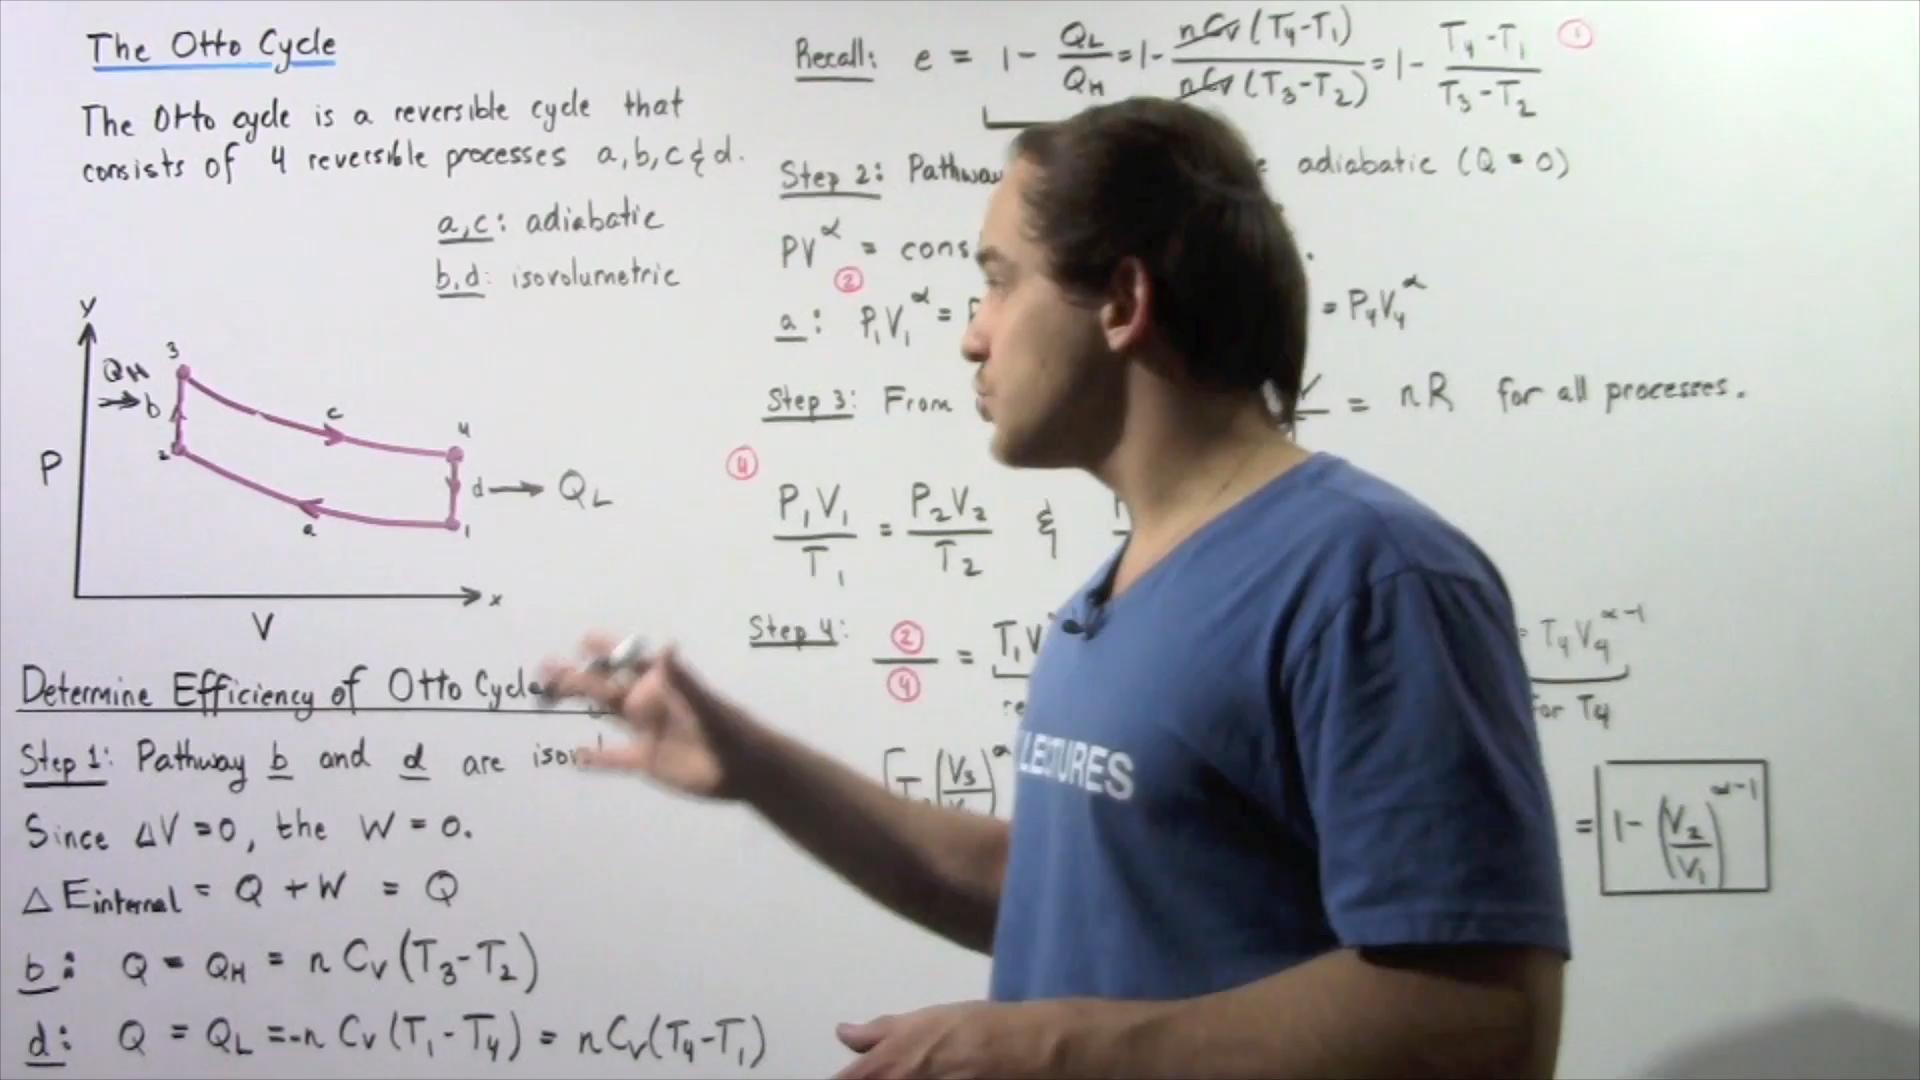 The Otto Cycle
The Otto cycle is a reversible cycle that
consists of 4 reversible processes a, b, c & d.
a, c: adiabatic
b, d: isovolumetric
y
3
QH
b
c
4
P
2
d → QL
a
1
x
V
Determine Efficiency of Otto Cycle
Step 1: Pathway b and d are
Since ΔV = 0, the W = 0.
ΔEinternal = Q + W = Q
b: Q = QH = n Cv (T3 - T2)
d: Q = QL = -n Cv (T1 - T4) = n Cv (T4 - T1)
Recall: e = 1 - QL/QH = 1 - nCv (T4 - T1)/nCv (T3 - T2) = 1 - T4 - T1/T3 - T2 ①
Step 2: adiabatic (Q = 0)
PV^α =
②
a: P1V1^α = = P4V4^α
Step 3: From = nR for all processes.
④
P1V1/T1 = P2V2/T2 &
Step 4: ②/④ = T1V T4V4^α-1
for T4
(V3/ = 1 - (V2/V1)^α-1
LECTURES